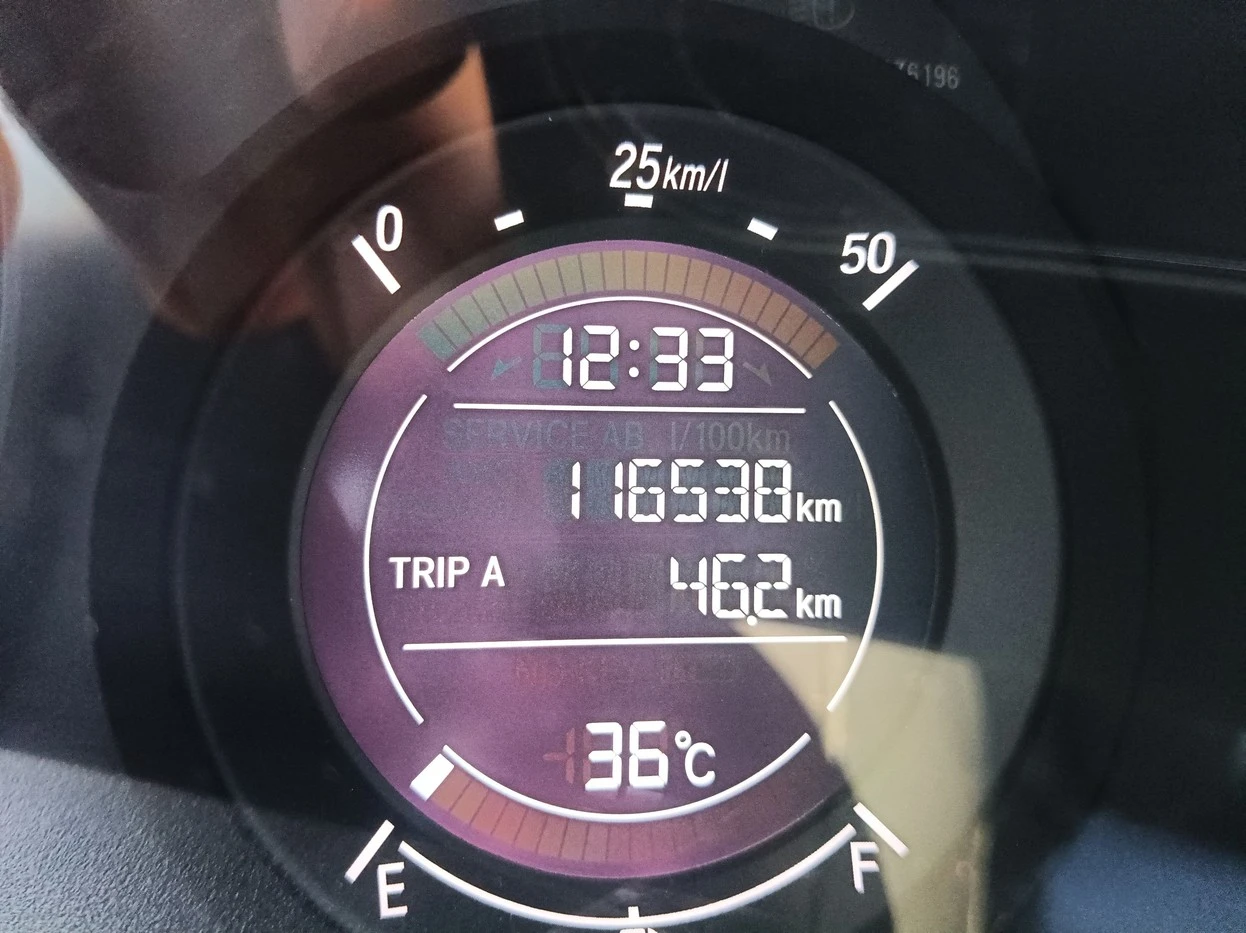 25km/l
0
50
12:33
SERVICE AB l/100km
116538km
TRIP A 46.2km
36°C
E F